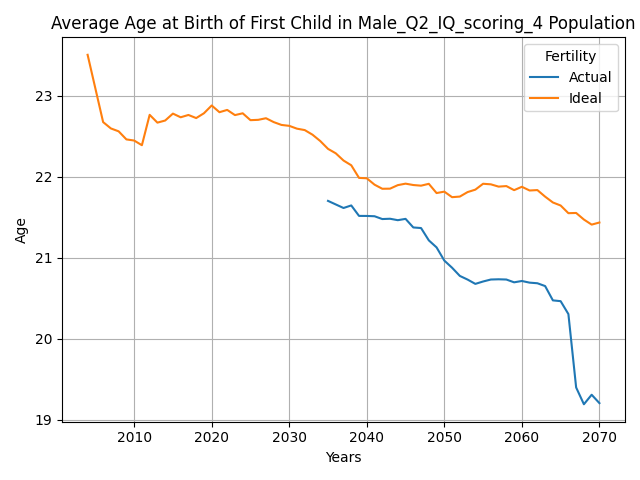 Average Age at Birth of First Child in Male_Q2_IQ_scoring_4 Population
Fertility
Actual
Ideal
Age
23
22
21
20
19
2010 2020 2030 2040 2050 2060 2070
Years